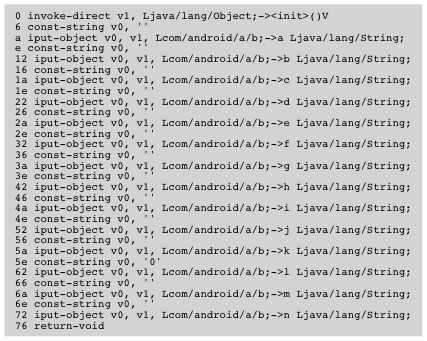 0 invoke-direct v1, Ljava/lang/Object;-><init>()V
6 const-string v0, ''
a iput-object v0, v1, Lcom/android/a/b;->a Ljava/lang/String;
e const-string v0, ''
12 iput-object v0, v1, Lcom/android/a/b;->b Ljava/lang/String;
16 const-string v0, ''
1a iput-object v0, v1, Lcom/android/a/b;->c Ljava/lang/String;
1e const-string v0, ''
22 iput-object v0, v1, Lcom/android/a/b;->d Ljava/lang/String;
26 const-string v0, ''
2a iput-object v0, v1, Lcom/android/a/b;->e Ljava/lang/String;
2e const-string v0, ''
32 iput-object v0, v1, Lcom/android/a/b;->f Ljava/lang/String;
36 const-string v0, ''
3a iput-object v0, v1, Lcom/android/a/b;->g Ljava/lang/String;
3e const-string v0, ''
42 iput-object v0, v1, Lcom/android/a/b;->h Ljava/lang/String;
46 const-string v0, ''
4a iput-object v0, v1, Lcom/android/a/b;->i Ljava/lang/String;
4e const-string v0, ''
52 iput-object v0, v1, Lcom/android/a/b;->j Ljava/lang/String;
56 const-string v0, ''
5a iput-object v0, v1, Lcom/android/a/b;->k Ljava/lang/String;
5e const-string v0, '0'
62 iput-object v0, v1, Lcom/android/a/b;->l Ljava/lang/String;
66 const-string v0, ''
6a iput-object v0, v1, Lcom/android/a/b;->m Ljava/lang/String;
6e const-string v0, ''
72 iput-object v0, v1, Lcom/android/a/b;->n Ljava/lang/String;
76 return-void